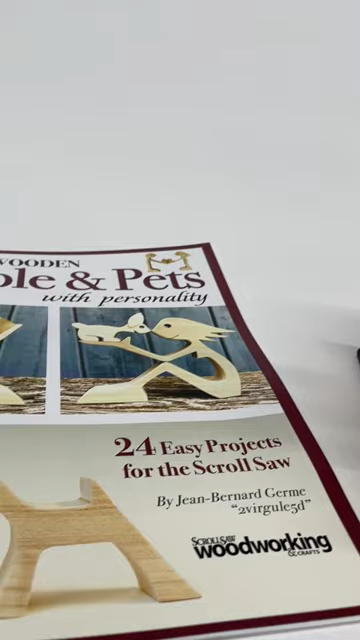 WOODEN
ple & Pets
with personality
24 Easy Projects
for the Scroll Saw
By Jean-Bernard Germe
"2virgule5d"
SCROLLSAW
woodworking
& CRAFTS